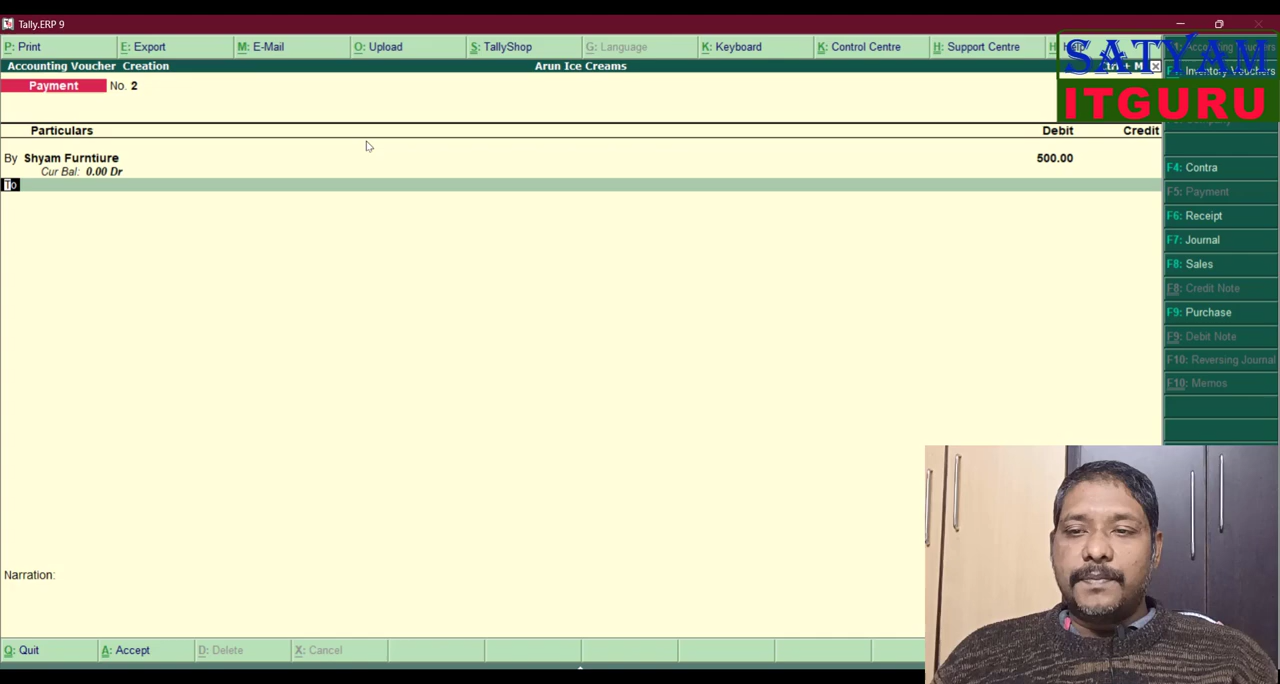 Tally.ERP 9
P: Print E: Export M: E-Mail O: Upload S: TallyShop G: Language K: Keyboard K: Control Centre H: Support Centre H
Accounting Voucher Creation Arun Ice Creams Ctrl + M
SATYAM
ITGURU
Inventory Vouchers
Payment No. 2
Particulars Debit Credit
By Shyam Furntiure 500.00
Cur Bal: 0.00 Dr
To
F4: Contra
F5: Payment
F6: Receipt
F7: Journal
F8: Sales
F8: Credit Note
F9: Purchase
F9: Debit Note
F10: Reversing Journal
F10: Memos
Narration:
Q: Quit A: Accept D: Delete X: Cancel